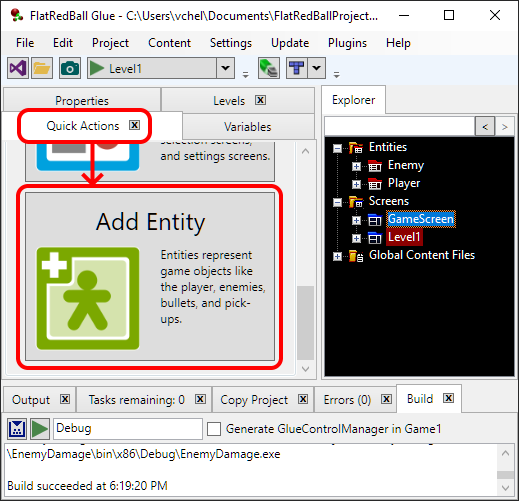 FlatRedBall Glue - C:\Users\vchel\Documents\FlatRedBallProject...
File Edit Project Content Settings Update Plugins Help
Level1
Properties Levels
Explorer
Quick Actions Variables
< >
and settings screens.
Add Entity
Entities represent
game objects like
the player, enemies,
bullets, and pick-
ups.
Entities
Enemy
Player
Screens
GameScreen
Level1
Global Content Files
Output Tasks remaining: 0 Copy Project Errors (0) Build
Debug Generate GlueControlManager in Game1
\EnemyDamage\bin\x86\Debug\EnemyDamage.exe
Build succeeded at 6:19:20 PM